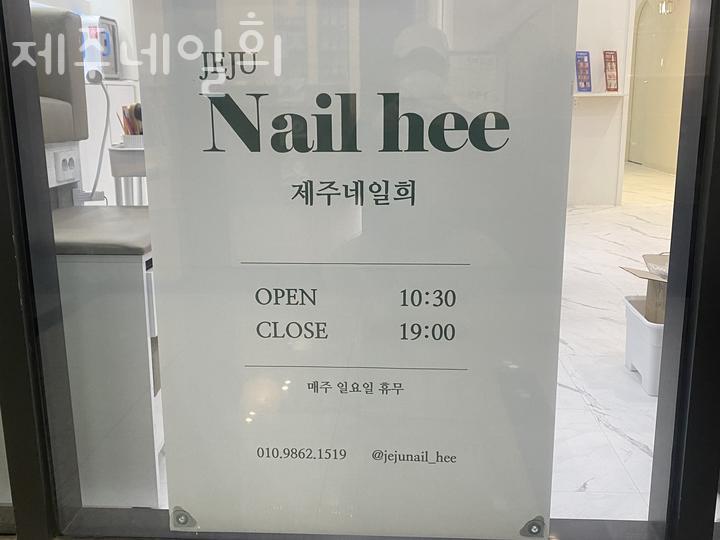 제주네일희
JEJU
Nail hee
제주네일희
OPEN 10:30
CLOSE 19:00
매주 일요일 휴무
010.9862.1519 @jejunail_hee